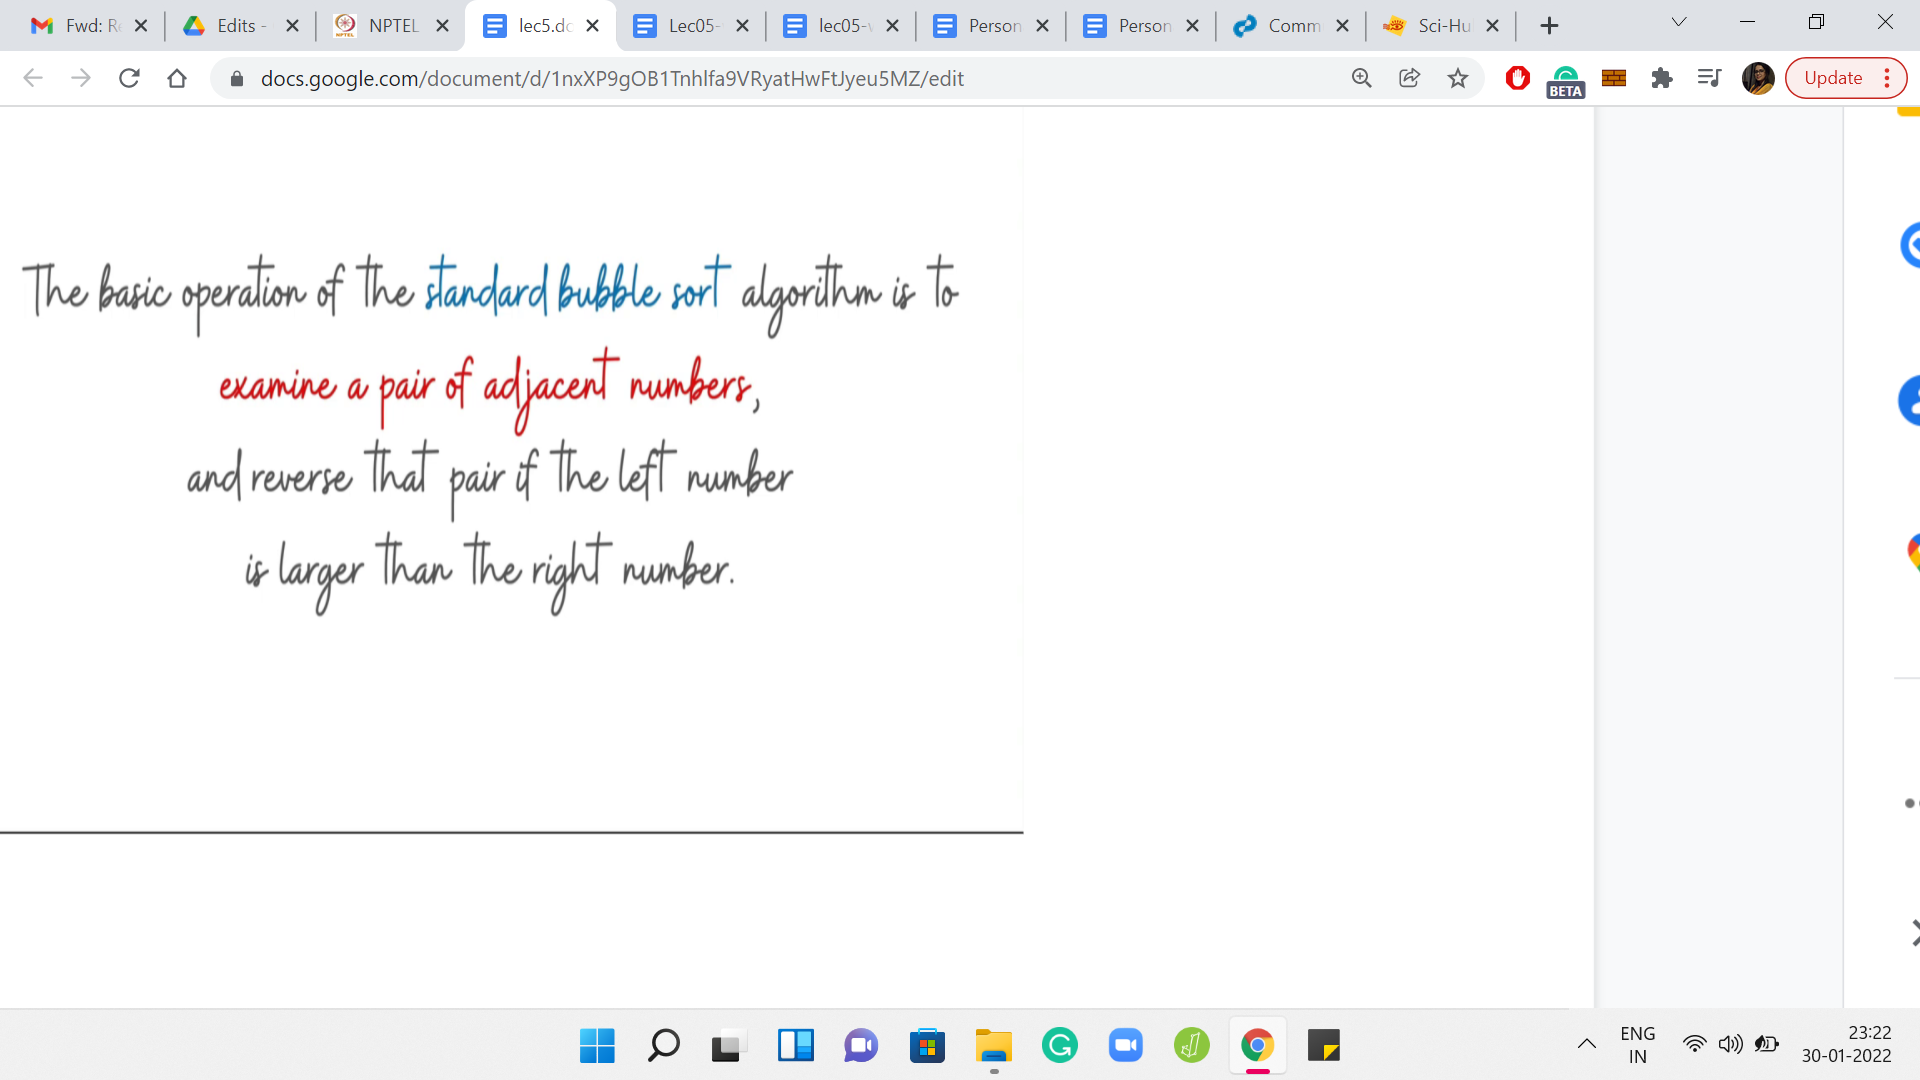 Fwd: Re
Edits -
NPTEL
lec5.do
Lec05-
lec05-v
Person
Person
Comm
Sci-Hu
docs.google.com/document/d/1nxXP9gOB1Tnhlfa9VRyatHwFtJyeu5MZ/edit
BETA
Update
The basic operation of the standard bubble sort algorithm is to
examine a pair of adjacent numbers,
and reverse that pair if the left number
is larger than the right number.
ENG
IN
23:22
30-01-2022